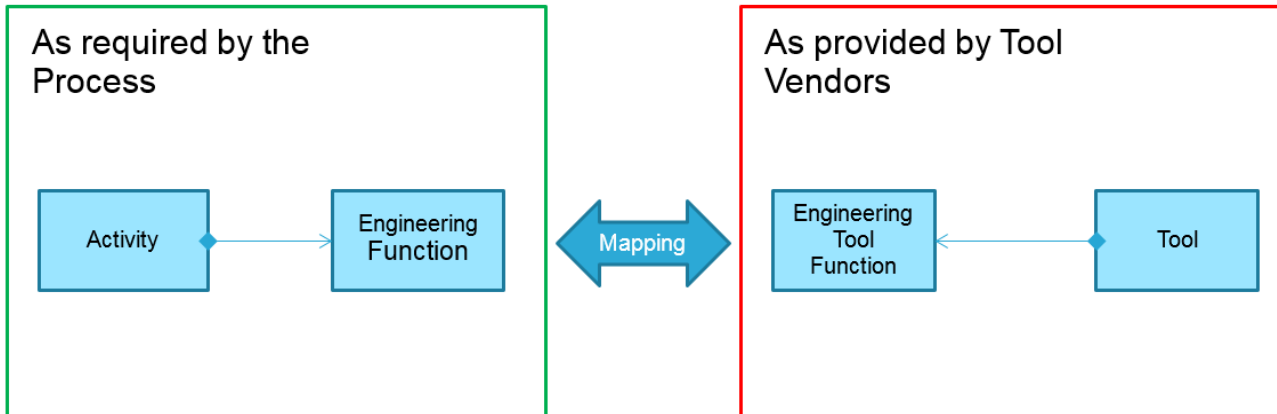 As required by the
Process
Activity
Engineering
Function
Mapping
As provided by Tool
Vendors
Engineering
Tool
Function
Tool